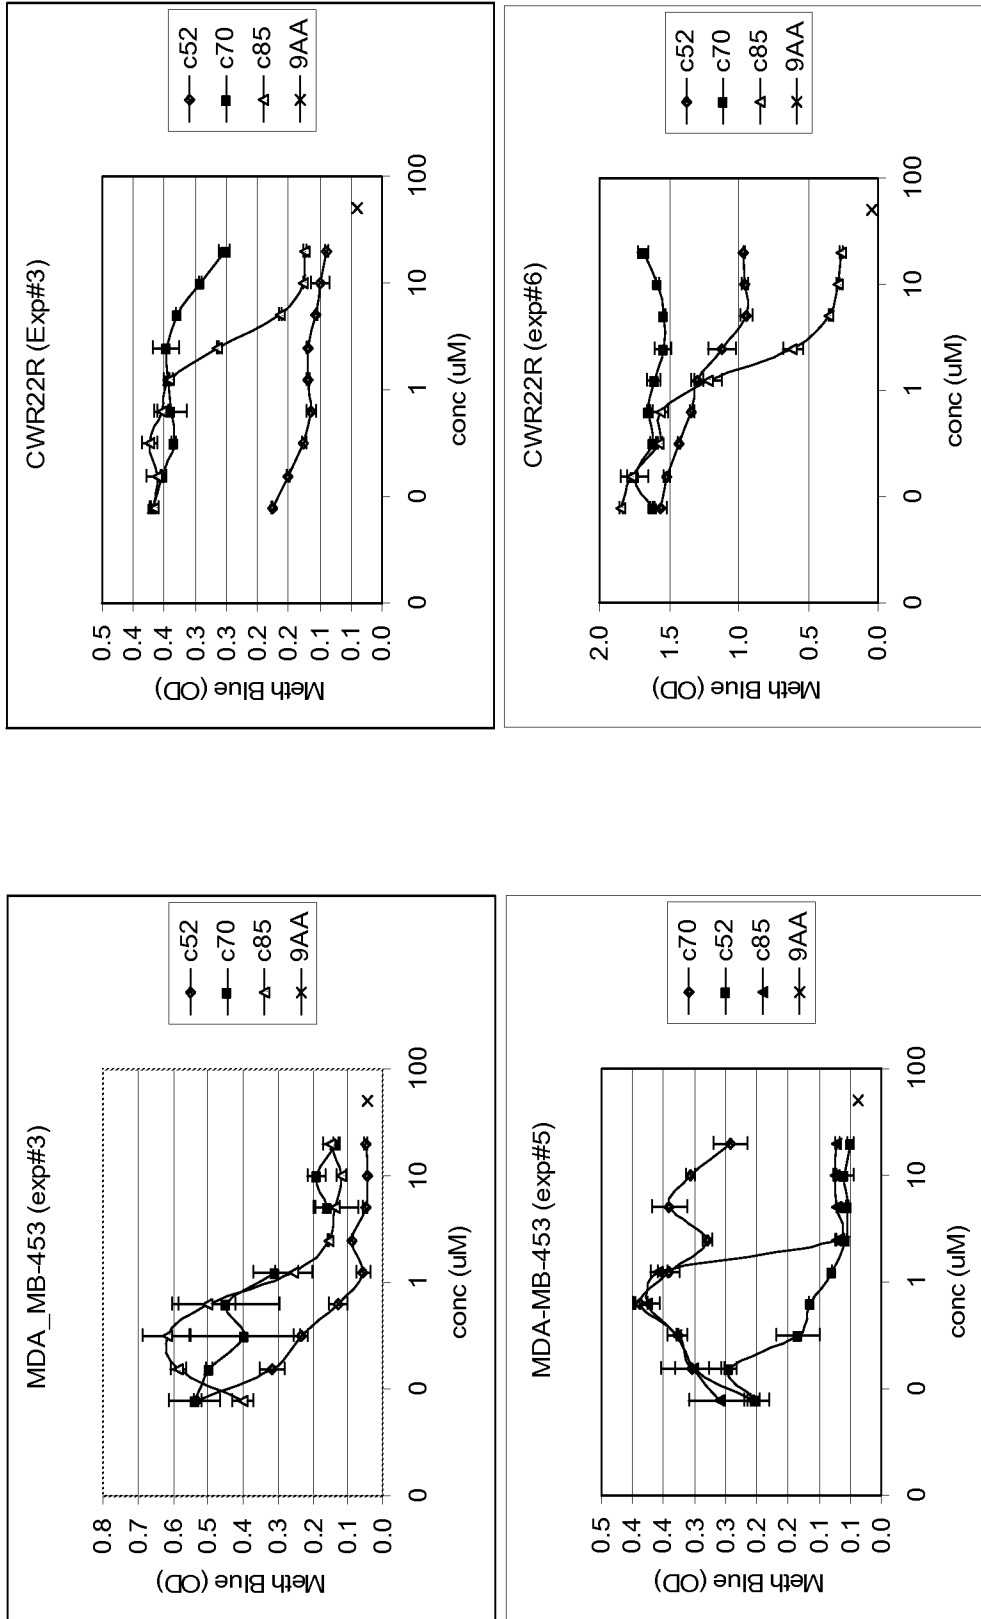 MDA_MB-453 (exp#3)
Meth Blue (OD)
0.8
0.7
0.6
0.5
0.4
0.3
0.2
0.1
0.0
0 0 1 10 100
conc (uM)
c52
c70
c85
9AA
CWR22R (Exp#3)
Meth Blue (OD)
0.5
0.4
0.4
0.3
0.3
0.2
0.2
0.1
0.1
0.0
0 0 1 10 100
conc (uM)
c52
c70
c85
9AA
MDA-MB-453 (exp#5)
Meth Blue (OD)
0.5
0.4
0.4
0.3
0.3
0.2
0.2
0.1
0.1
0.0
0 0 1 10 100
conc (uM)
c70
c52
c85
9AA
CWR22R (exp#6)
Meth Blue (OD)
2.0
1.5
1.0
0.5
0.0
0 0 1 10 100
conc (uM)
c52
c70
c85
9AA